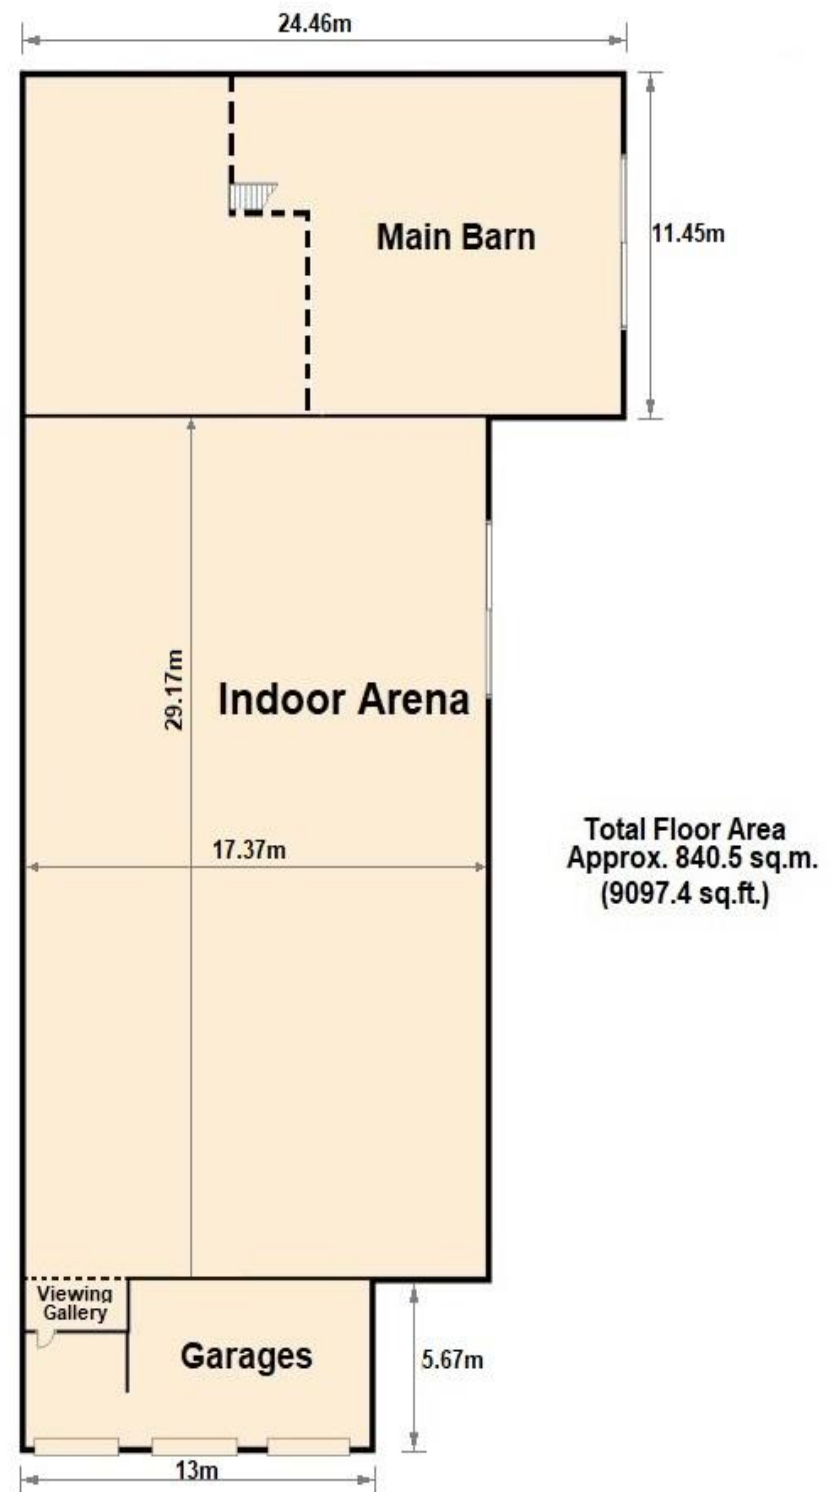 24.46m
Main Barn
11.45m
29.17m
Indoor Arena
17.37m
Total Floor Area
Approx. 840.5 sq.m.
(9097.4 sq.ft.)
Viewing
Gallery
Garages
5.67m
13m